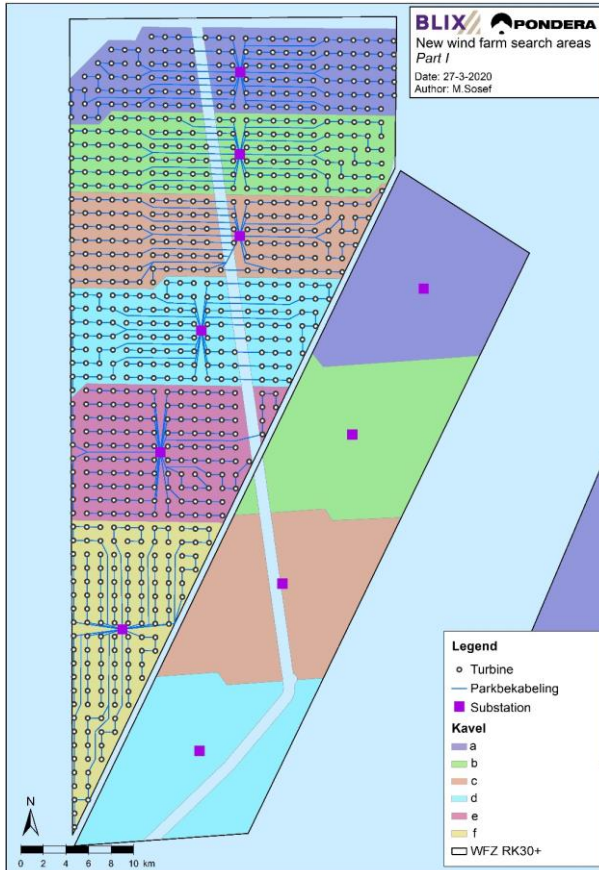 BLIX PONDERA
New wind farm search areas
Part I
Date: 27-3-2020
Author: M.Sosef
Legend
Turbine
Parkbekabeling
Substation
Kavel
a
b
c
d
e
f
WFZ RK30+
N
0 2 4 6 8 10
km